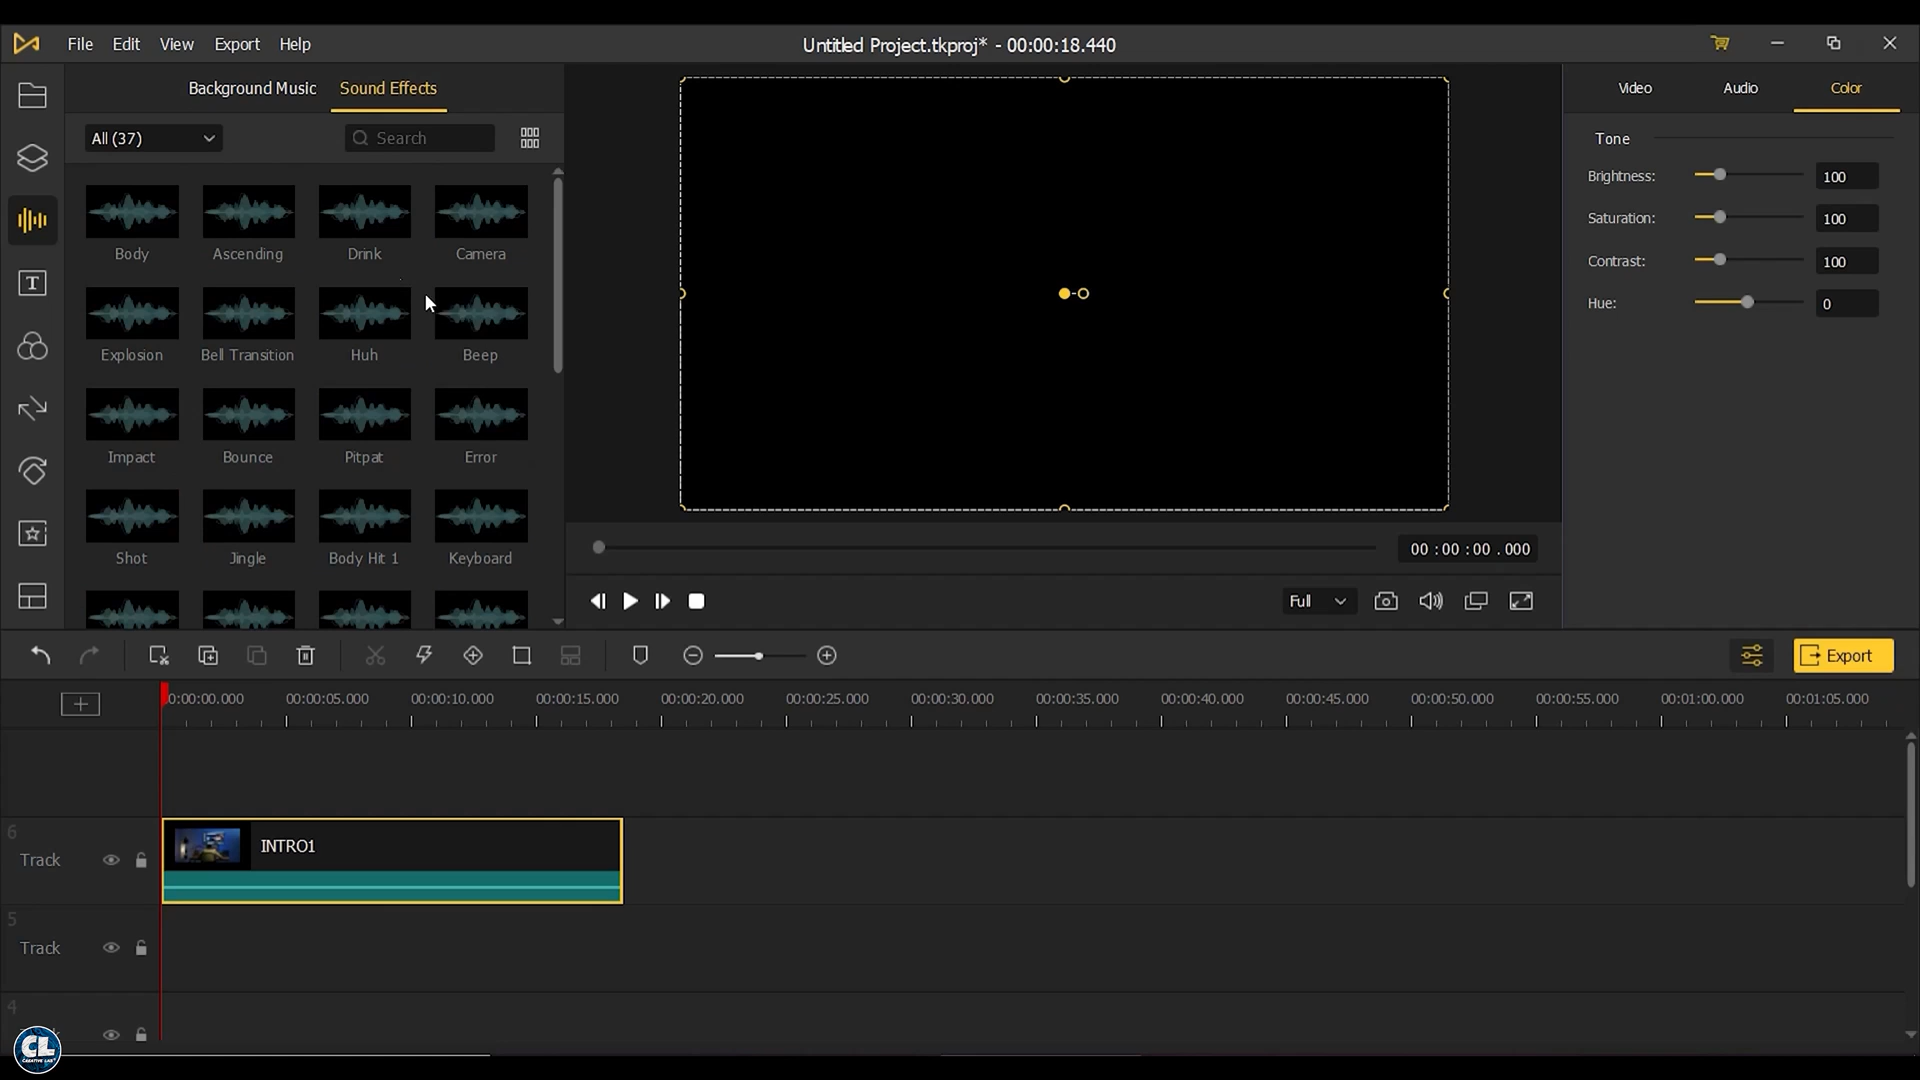 File Edit View Export Help
Untitled Project.tkproj* - 00:00:18.440
Background Music Sound Effects
Video Audio Color
All (37) Search
Tone
Brightness: 100
Saturation: 100
Contrast: 100
Hue: 0
Body Ascending Drink Camera
Explosion Bell Transition Huh Beep
Impact Bounce Pitpat Error
Shot Jingle Body Hit 1 Keyboard
00 : 00 : 00 . 000
Full
Export
0:00:00.000 00:00:05.000 00:00:10.000 00:00:15.000 00:00:20.000 00:00:25.000 00:00:30.000 00:00:35.000 00:00:40.000 00:00:45.000 00:00:50.000 00:00:55.000 00:01:00.000 00:01:05.000
6
Track
INTRO1
5
Track
4
CL
CREATIVE LAB